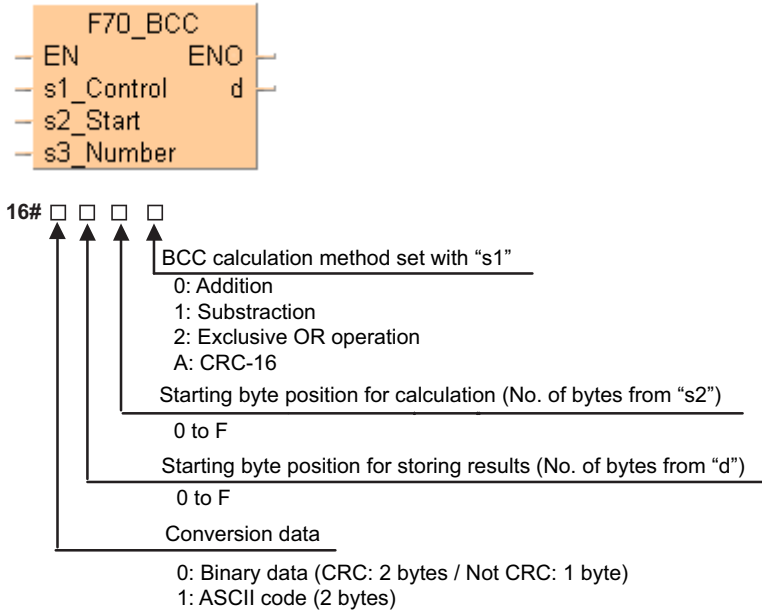 F70_BCC
EN ENO
s1_Control d
s2_Start
s3_Number
16# □ □ □ □
BCC calculation method set with “s1”
0: Addition
1: Substraction
2: Exclusive OR operation
A: CRC-16
Starting byte position for calculation (No. of bytes from “s2”)
0 to F
Starting byte position for storing results (No. of bytes from “d”)
0 to F
Conversion data
0: Binary data (CRC: 2 bytes / Not CRC: 1 byte)
1: ASCII code (2 bytes)